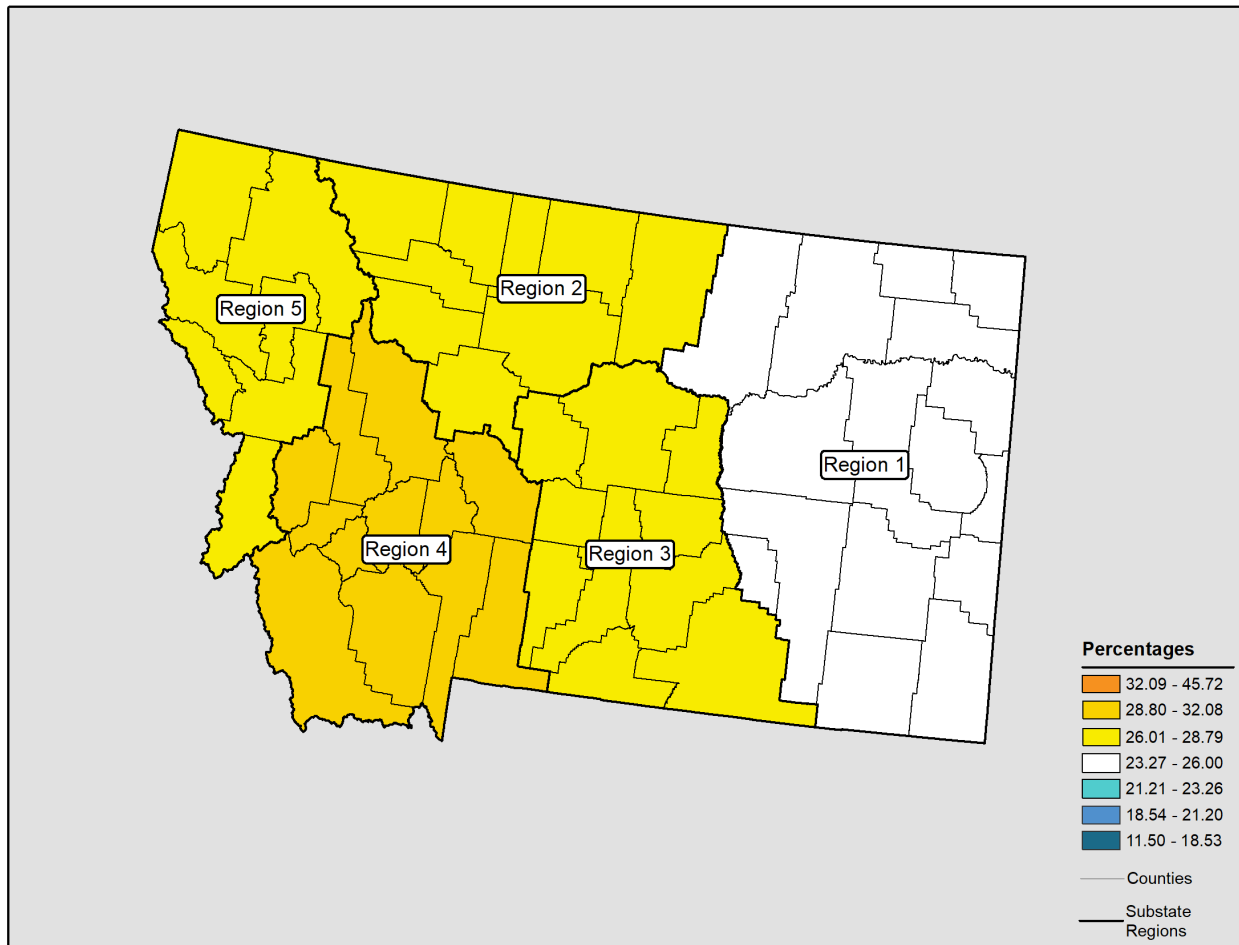 Region 2
Region 5
Region 1
Region 4
Region 3
Percentages
32.09 - 45.72
28.80 - 32.08
26.01 - 28.79
23.27 - 26.00
21.21 - 23.26
18.54 - 21.20
11.50 - 18.53
Counties
Substate
Regions